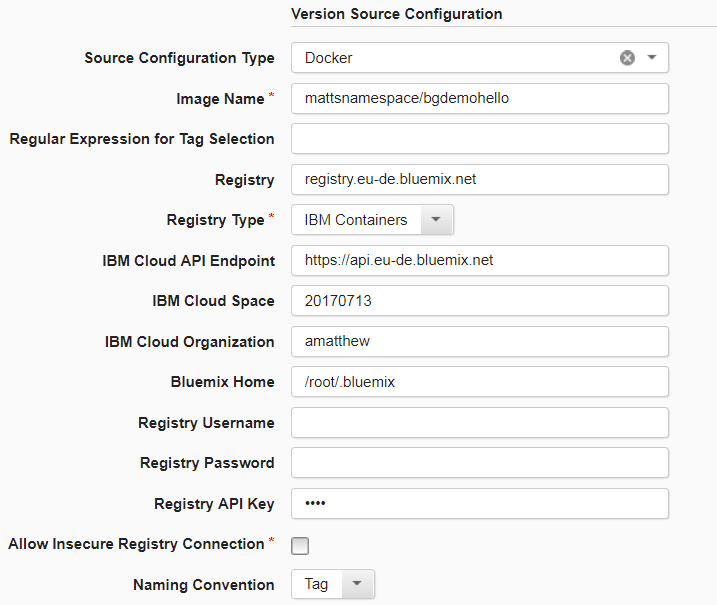 Version Source Configuration
Source Configuration Type Docker
Image Name * mattsnamespace/bgdemohello
Regular Expression for Tag Selection
Registry registry.eu-de.bluemix.net
Registry Type * IBM Containers
IBM Cloud API Endpoint https://api.eu-de.bluemix.net
IBM Cloud Space 20170713
IBM Cloud Organization amatthew
Bluemix Home /root/.bluemix
Registry Username
Registry Password
Registry API Key ••••
Allow Insecure Registry Connection *
Naming Convention Tag